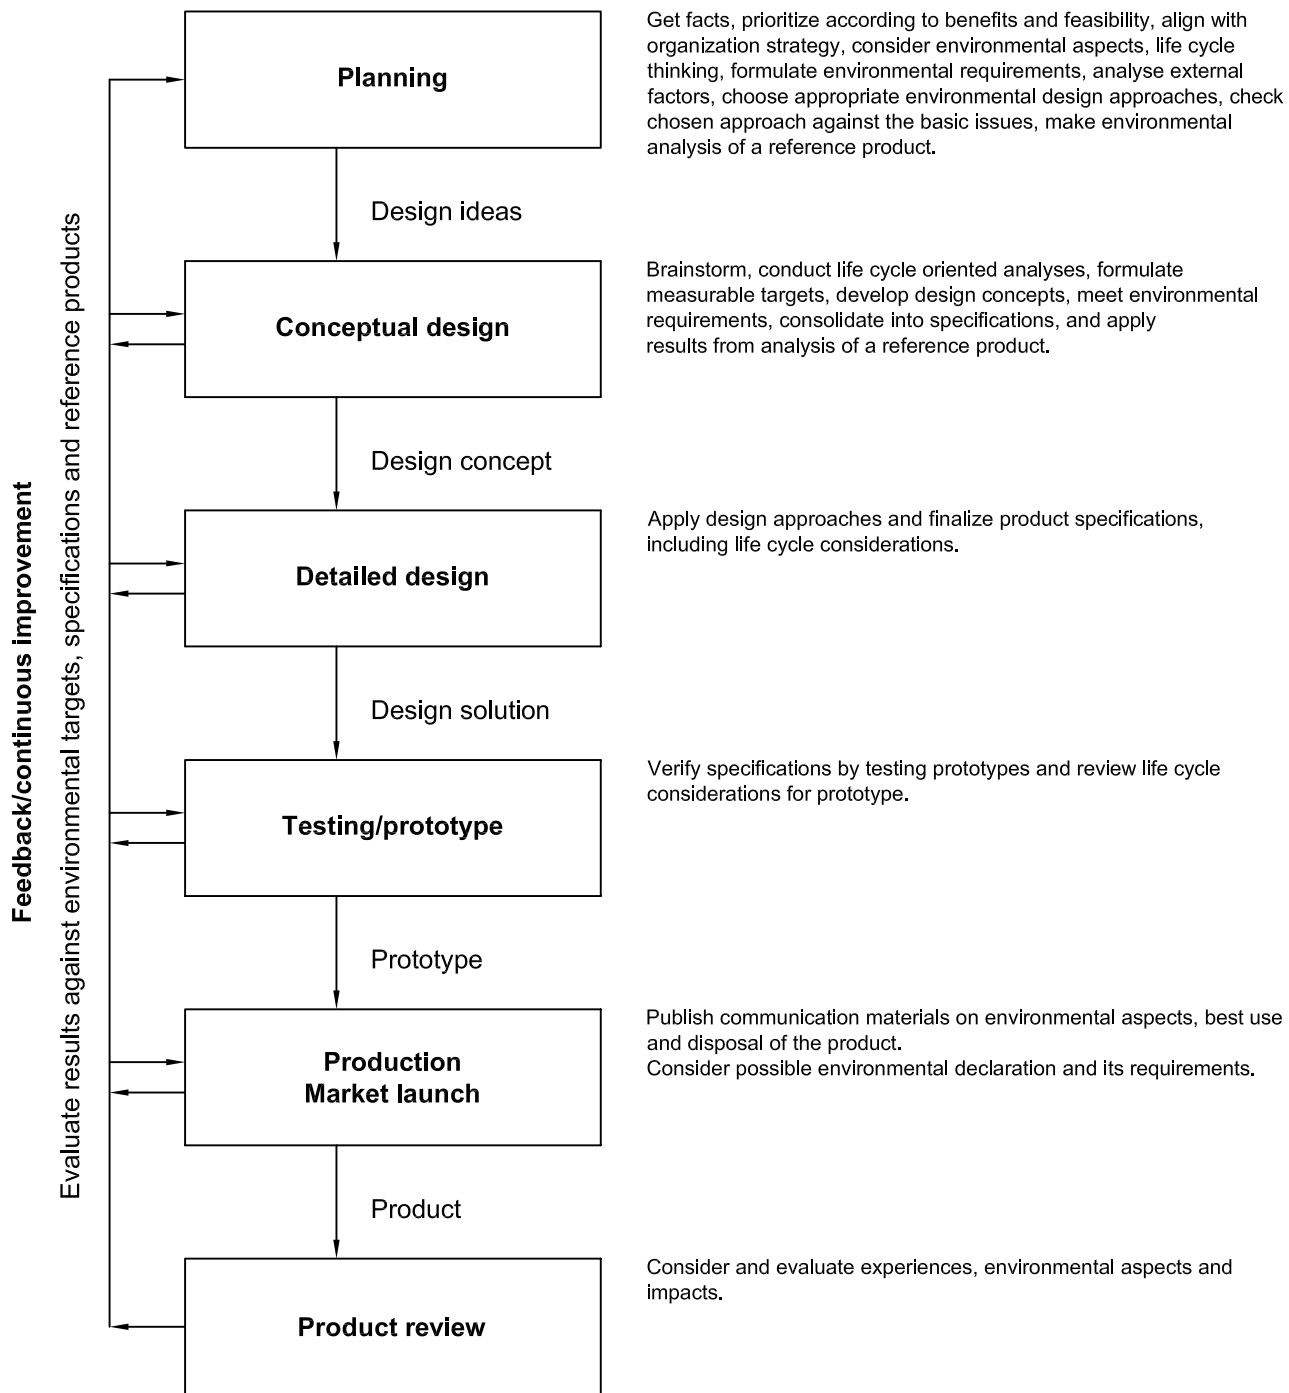 Feedback/continuous improvement
Evaluate results against environmental targets, specifications and reference products
Planning
Get facts, prioritize according to benefits and feasibility, align with
organization strategy, consider environmental aspects, life cycle
thinking, formulate environmental requirements, analyse external
factors, choose appropriate environmental design approaches, check
chosen approach against the basic issues, make environmental
analysis of a reference product.
Design ideas
Conceptual design
Brainstorm, conduct life cycle oriented analyses, formulate
measurable targets, develop design concepts, meet environmental
requirements, consolidate into specifications, and apply
results from analysis of a reference product.
Design concept
Detailed design
Apply design approaches and finalize product specifications,
including life cycle considerations.
Design solution
Testing/prototype
Verify specifications by testing prototypes and review life cycle
considerations for prototype.
Prototype
Production
Market launch
Publish communication materials on environmental aspects, best use
and disposal of the product.
Consider possible environmental declaration and its requirements.
Product
Product review
Consider and evaluate experiences, environmental aspects and
impacts.